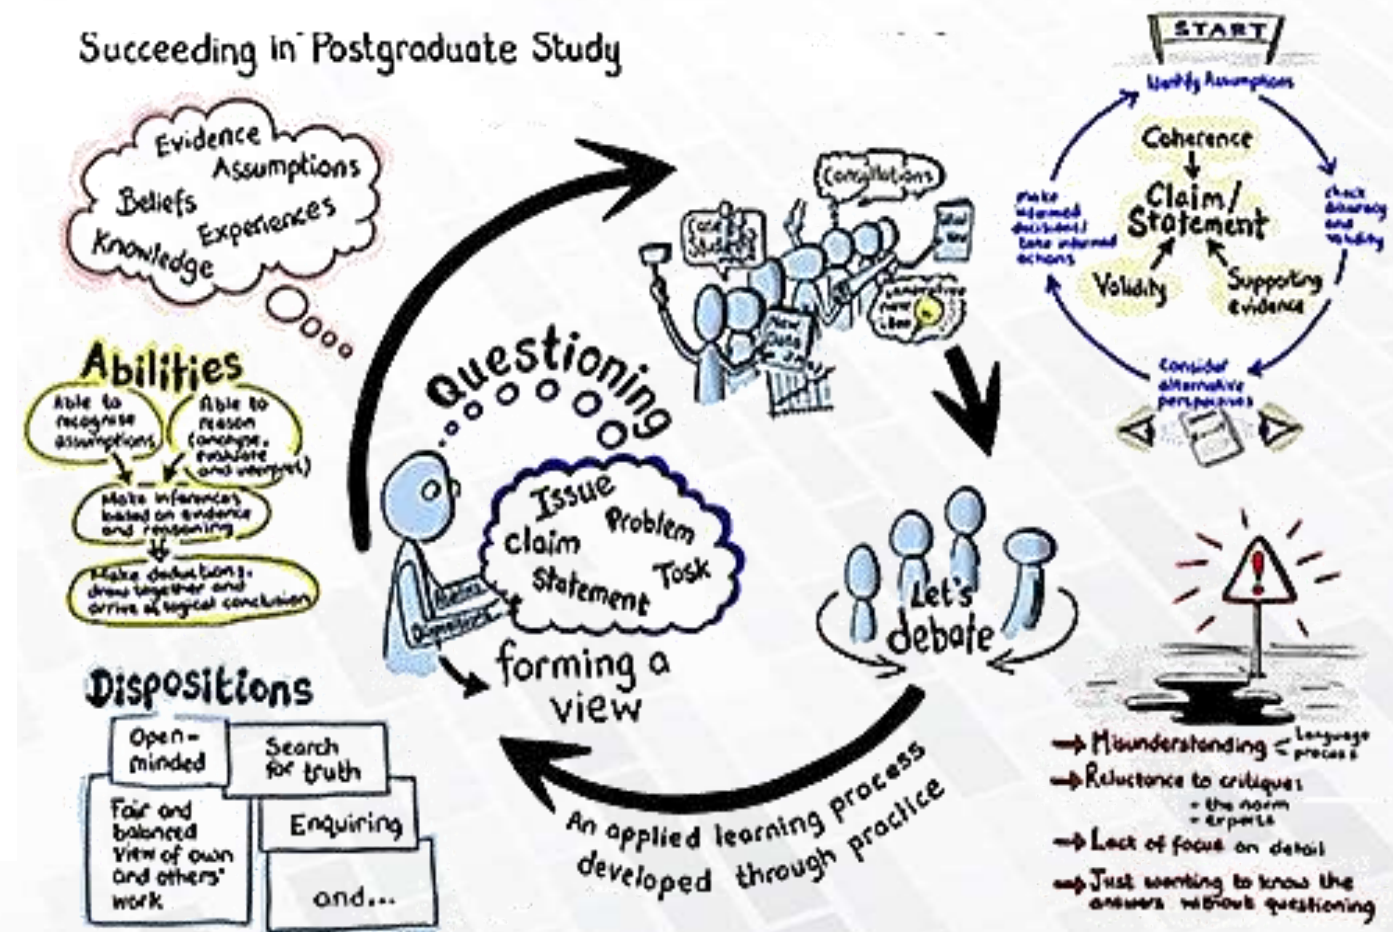 Succeeding in Postgraduate Study
Evidence
Assumptions
Beliefs
Experiences
Knowledge
Abilities
Able to
recognise
assumptions
Able to
reason
(analyse,
evaluate
and interpret)
Make inferences
based on evidence
and reasoning
Make deductions,
draw together and
arrive at logical conclusion
Dispositions
Open-
minded
Search
for truth
Fair and
balanced
view of own
and others'
work
Enquiring
and...
Questioning
Issue
Problem
claim
statement
Task
Abilities
Dispositions
forming a
view
Case
Studies
Consultations
New
Data
innovative
new
idea
Let's
debate
An applied learning process
developed through practice
START
Identify Assumptions
check
accuracy
and
validity
Consider
alternative
perspectives
make
informed
decisions/
take informed
actions
Coherence
Claim/
Statement
Validity
Supporting
evidence
Misunderstanding
Language
process
Reluctance to critique:
- the norm
- experts
Lack of focus on detail
Just wanting to know the
answers without questioning